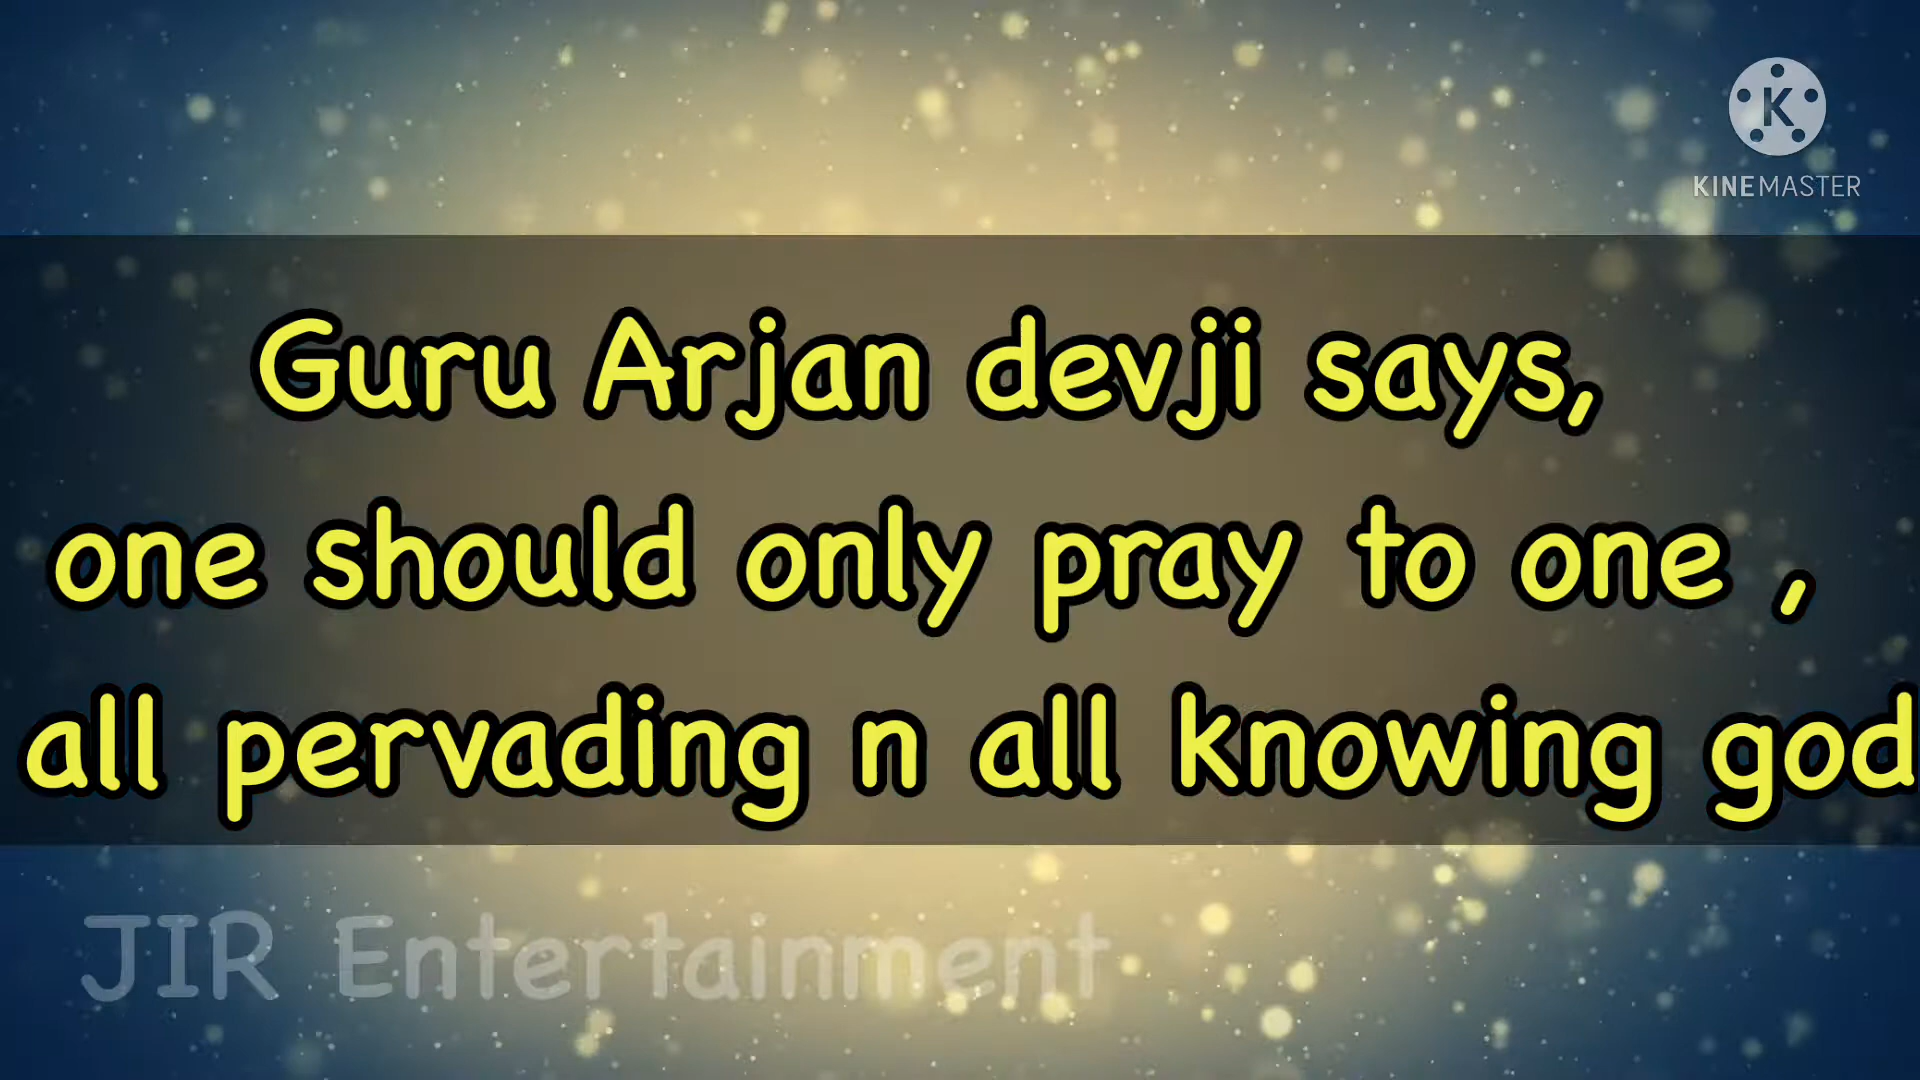 K
KINEMASTER
Guru Arjan devji says,
one should only pray to one ,
all pervading n all knowing god
JIR Entertainment